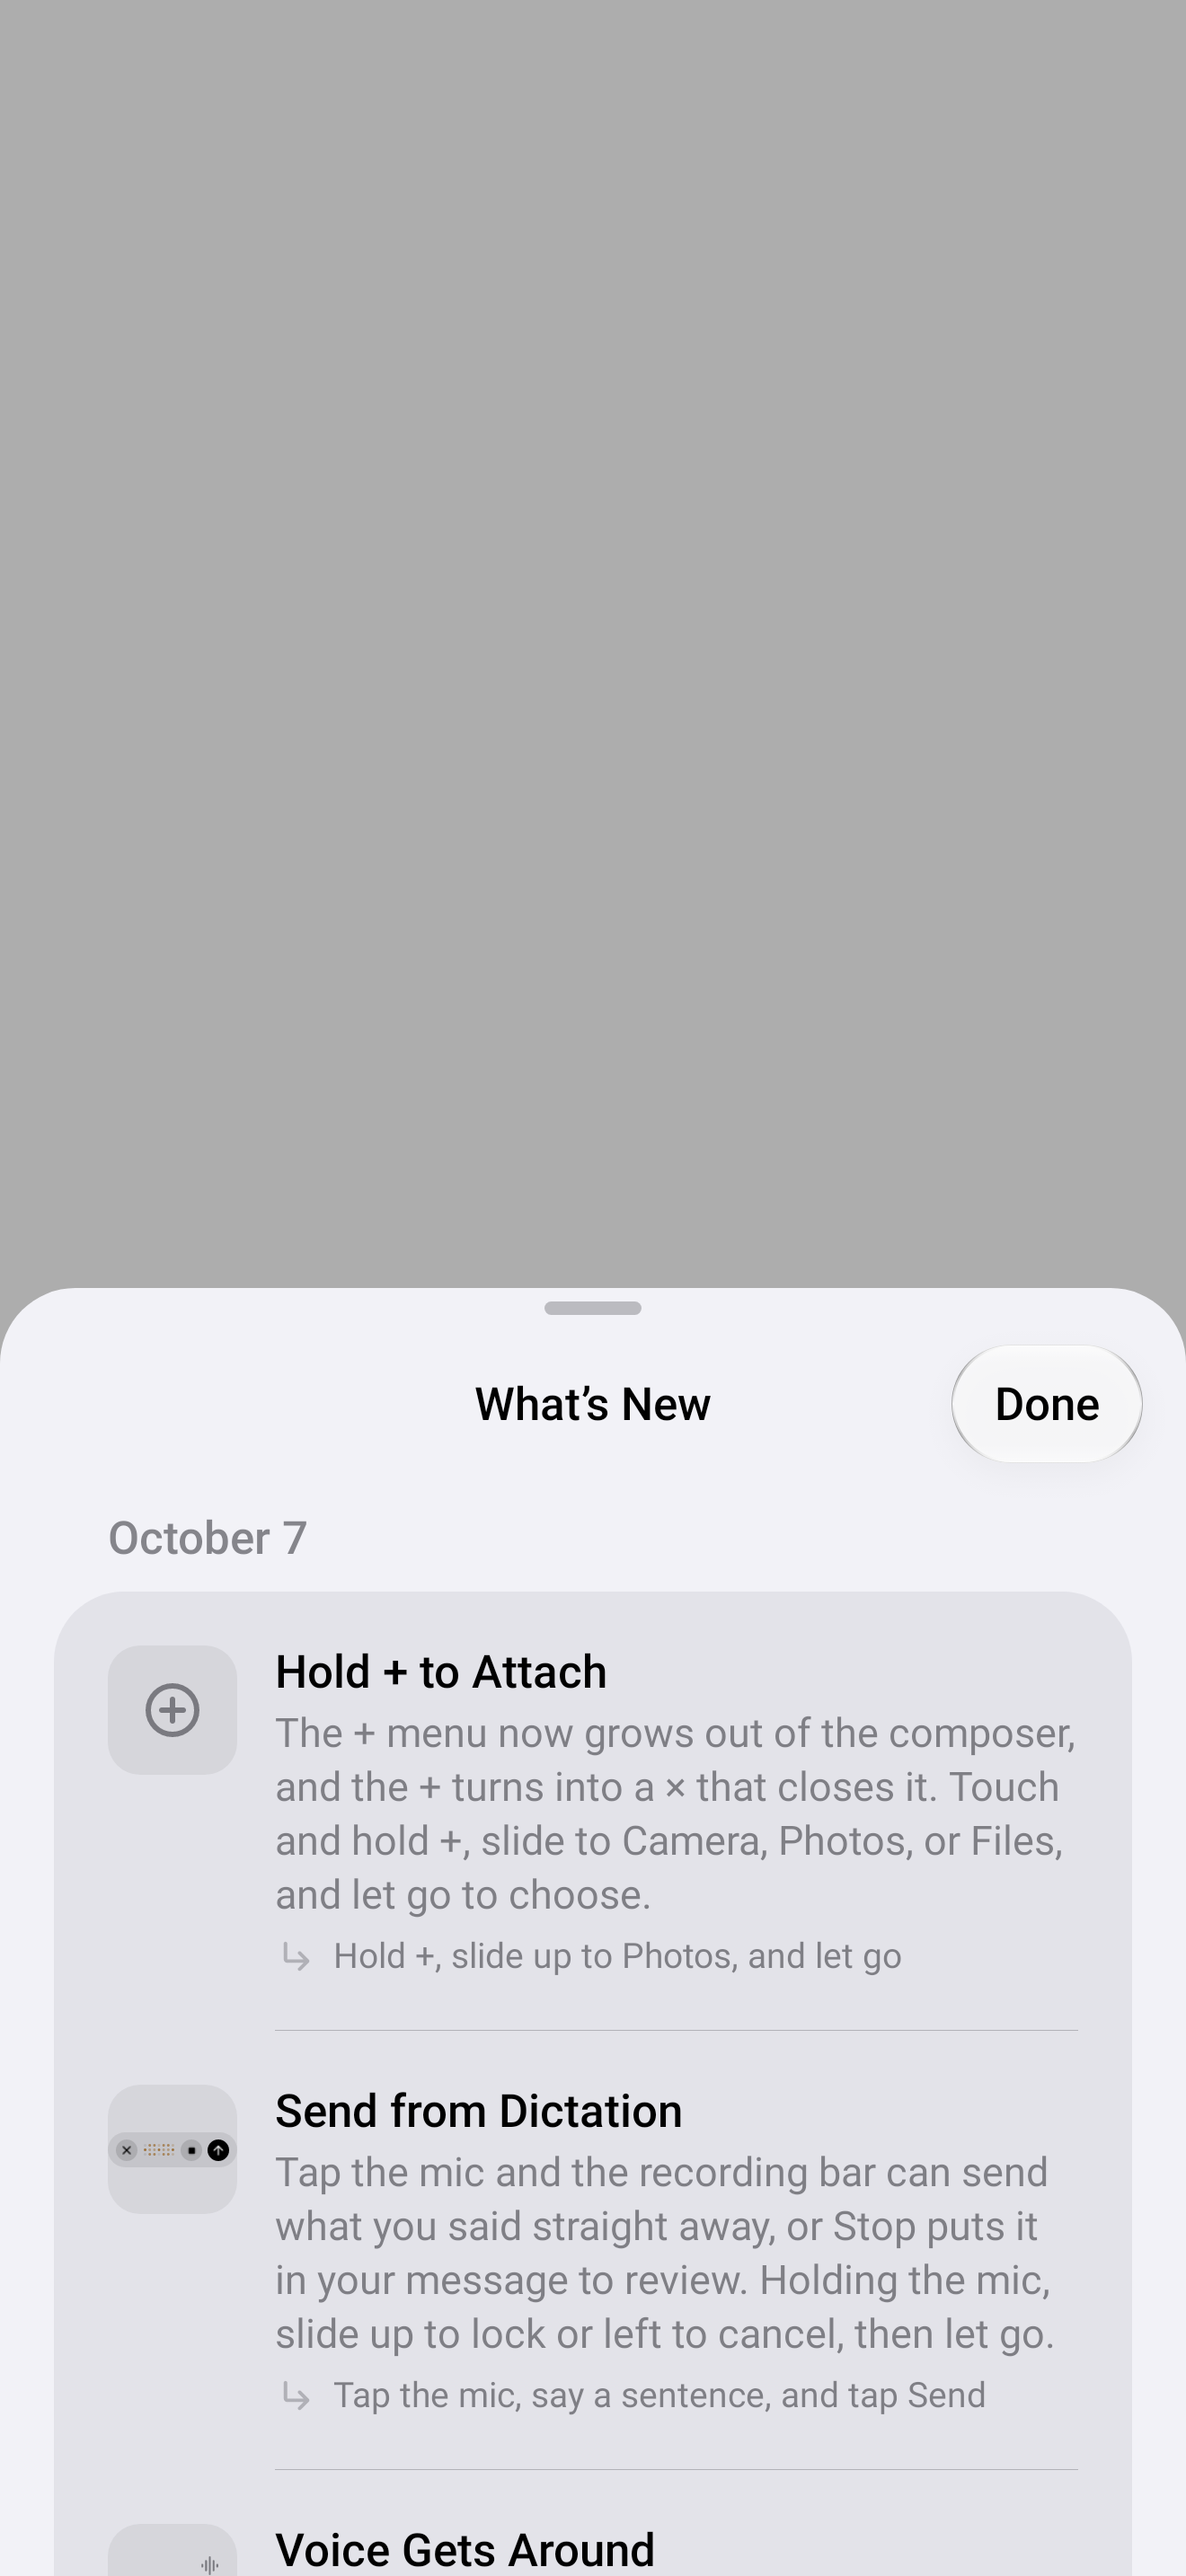 What’s New
Done
October 7
Hold + to Attach
The + menu now grows out of the composer,
and the + turns into a × that closes it. Touch
and hold +, slide to Camera, Photos, or Files,
and let go to choose.
Hold +, slide up to Photos, and let go
Send from Dictation
Tap the mic and the recording bar can send
what you said straight away, or Stop puts it
in your message to review. Holding the mic,
slide up to lock or left to cancel, then let go.
Tap the mic, say a sentence, and tap Send
Voice Gets Around